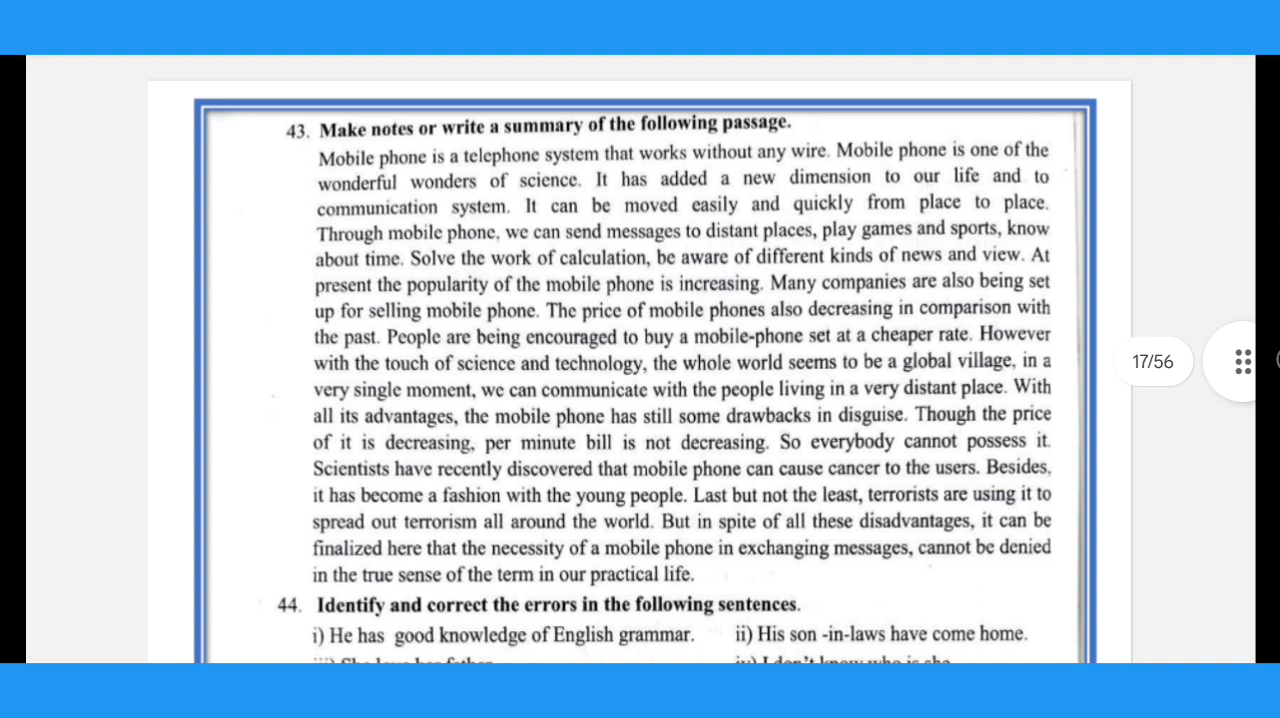 43. Make notes or write a summary of the following passage.
Mobile phone is a telephone system that works without any wire. Mobile phone is one of the
wonderful wonders of science. It has added a new dimension to our life and to
communication system. It can be moved easily and quickly from place to place.
Through mobile phone, we can send messages to distant places, play games and sports, know
about time. Solve the work of calculation, be aware of different kinds of news and view. At
present the popularity of the mobile phone is increasing. Many companies are also being set
up for selling mobile phone. The price of mobile phones also decreasing in comparison with
the past. People are being encouraged to buy a mobile-phone set at a cheaper rate. However
with the touch of science and technology, the whole world seems to be a global village, in a
very single moment, we can communicate with the people living in a very distant place. With
all its advantages, the mobile phone has still some drawbacks in disguise. Though the price
of it is decreasing, per minute bill is not decreasing. So everybody cannot possess it.
Scientists have recently discovered that mobile phone can cause cancer to the users. Besides,
it has become a fashion with the young people. Last but not the least, terrorists are using it to
spread out terrorism all around the world. But in spite of all these disadvantages, it can be
finalized here that the necessity of a mobile phone in exchanging messages, cannot be denied
in the true sense of the term in our practical life.
44. Identify and correct the errors in the following sentences.
i) He has good knowledge of English grammar. ii) His son -in-laws have come home.
iv) I don't know who is she.
17/56